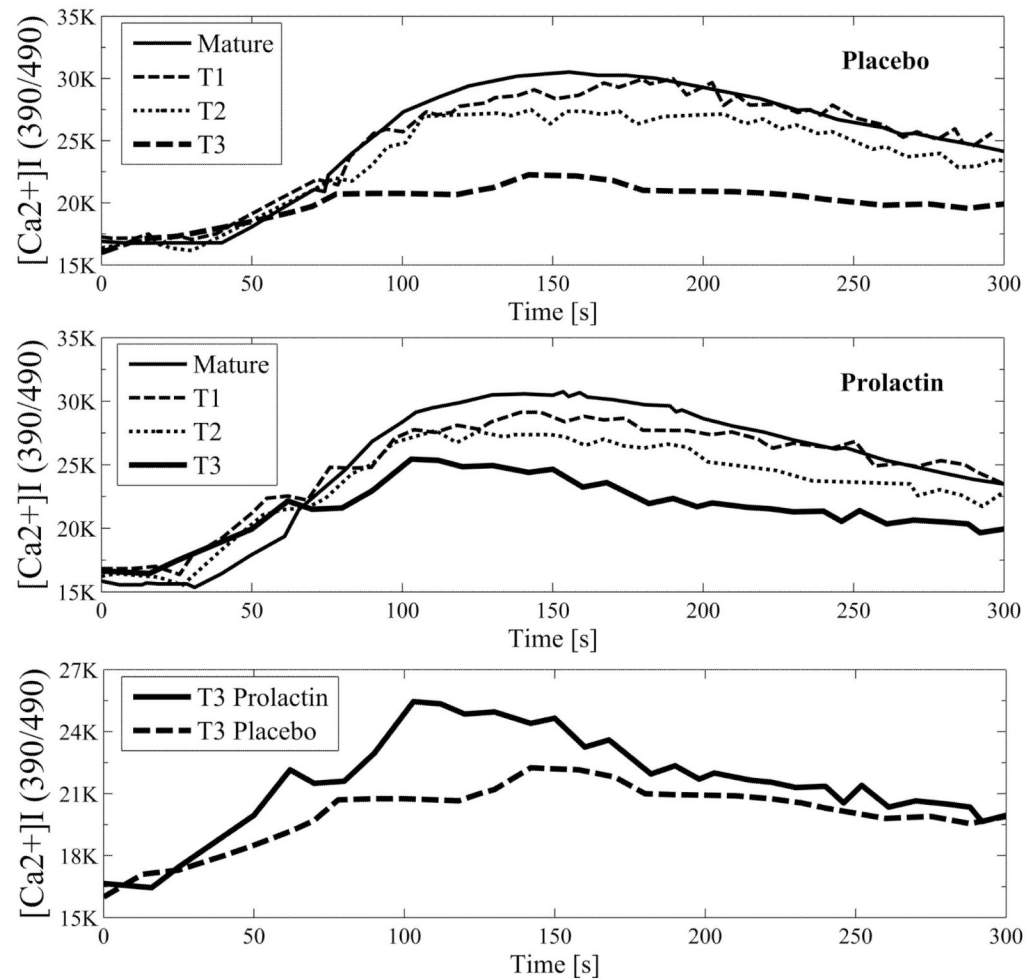 [Ca2+]I (390/490)
35K
30K
25K
20K
15K
Mature
T1
T2
T3
Placebo
0 50 100 150 200 250 300
Time [s]
[Ca2+]I (390/490)
35K
30K
25K
20K
15K
Mature
T1
T2
T3
Prolactin
0 50 100 150 200 250 300
Time [s]
[Ca2+]I (390/490)
27K
24K
21K
18K
15K
T3 Prolactin
T3 Placebo
0 50 100 150 200 250 300
Time [s]